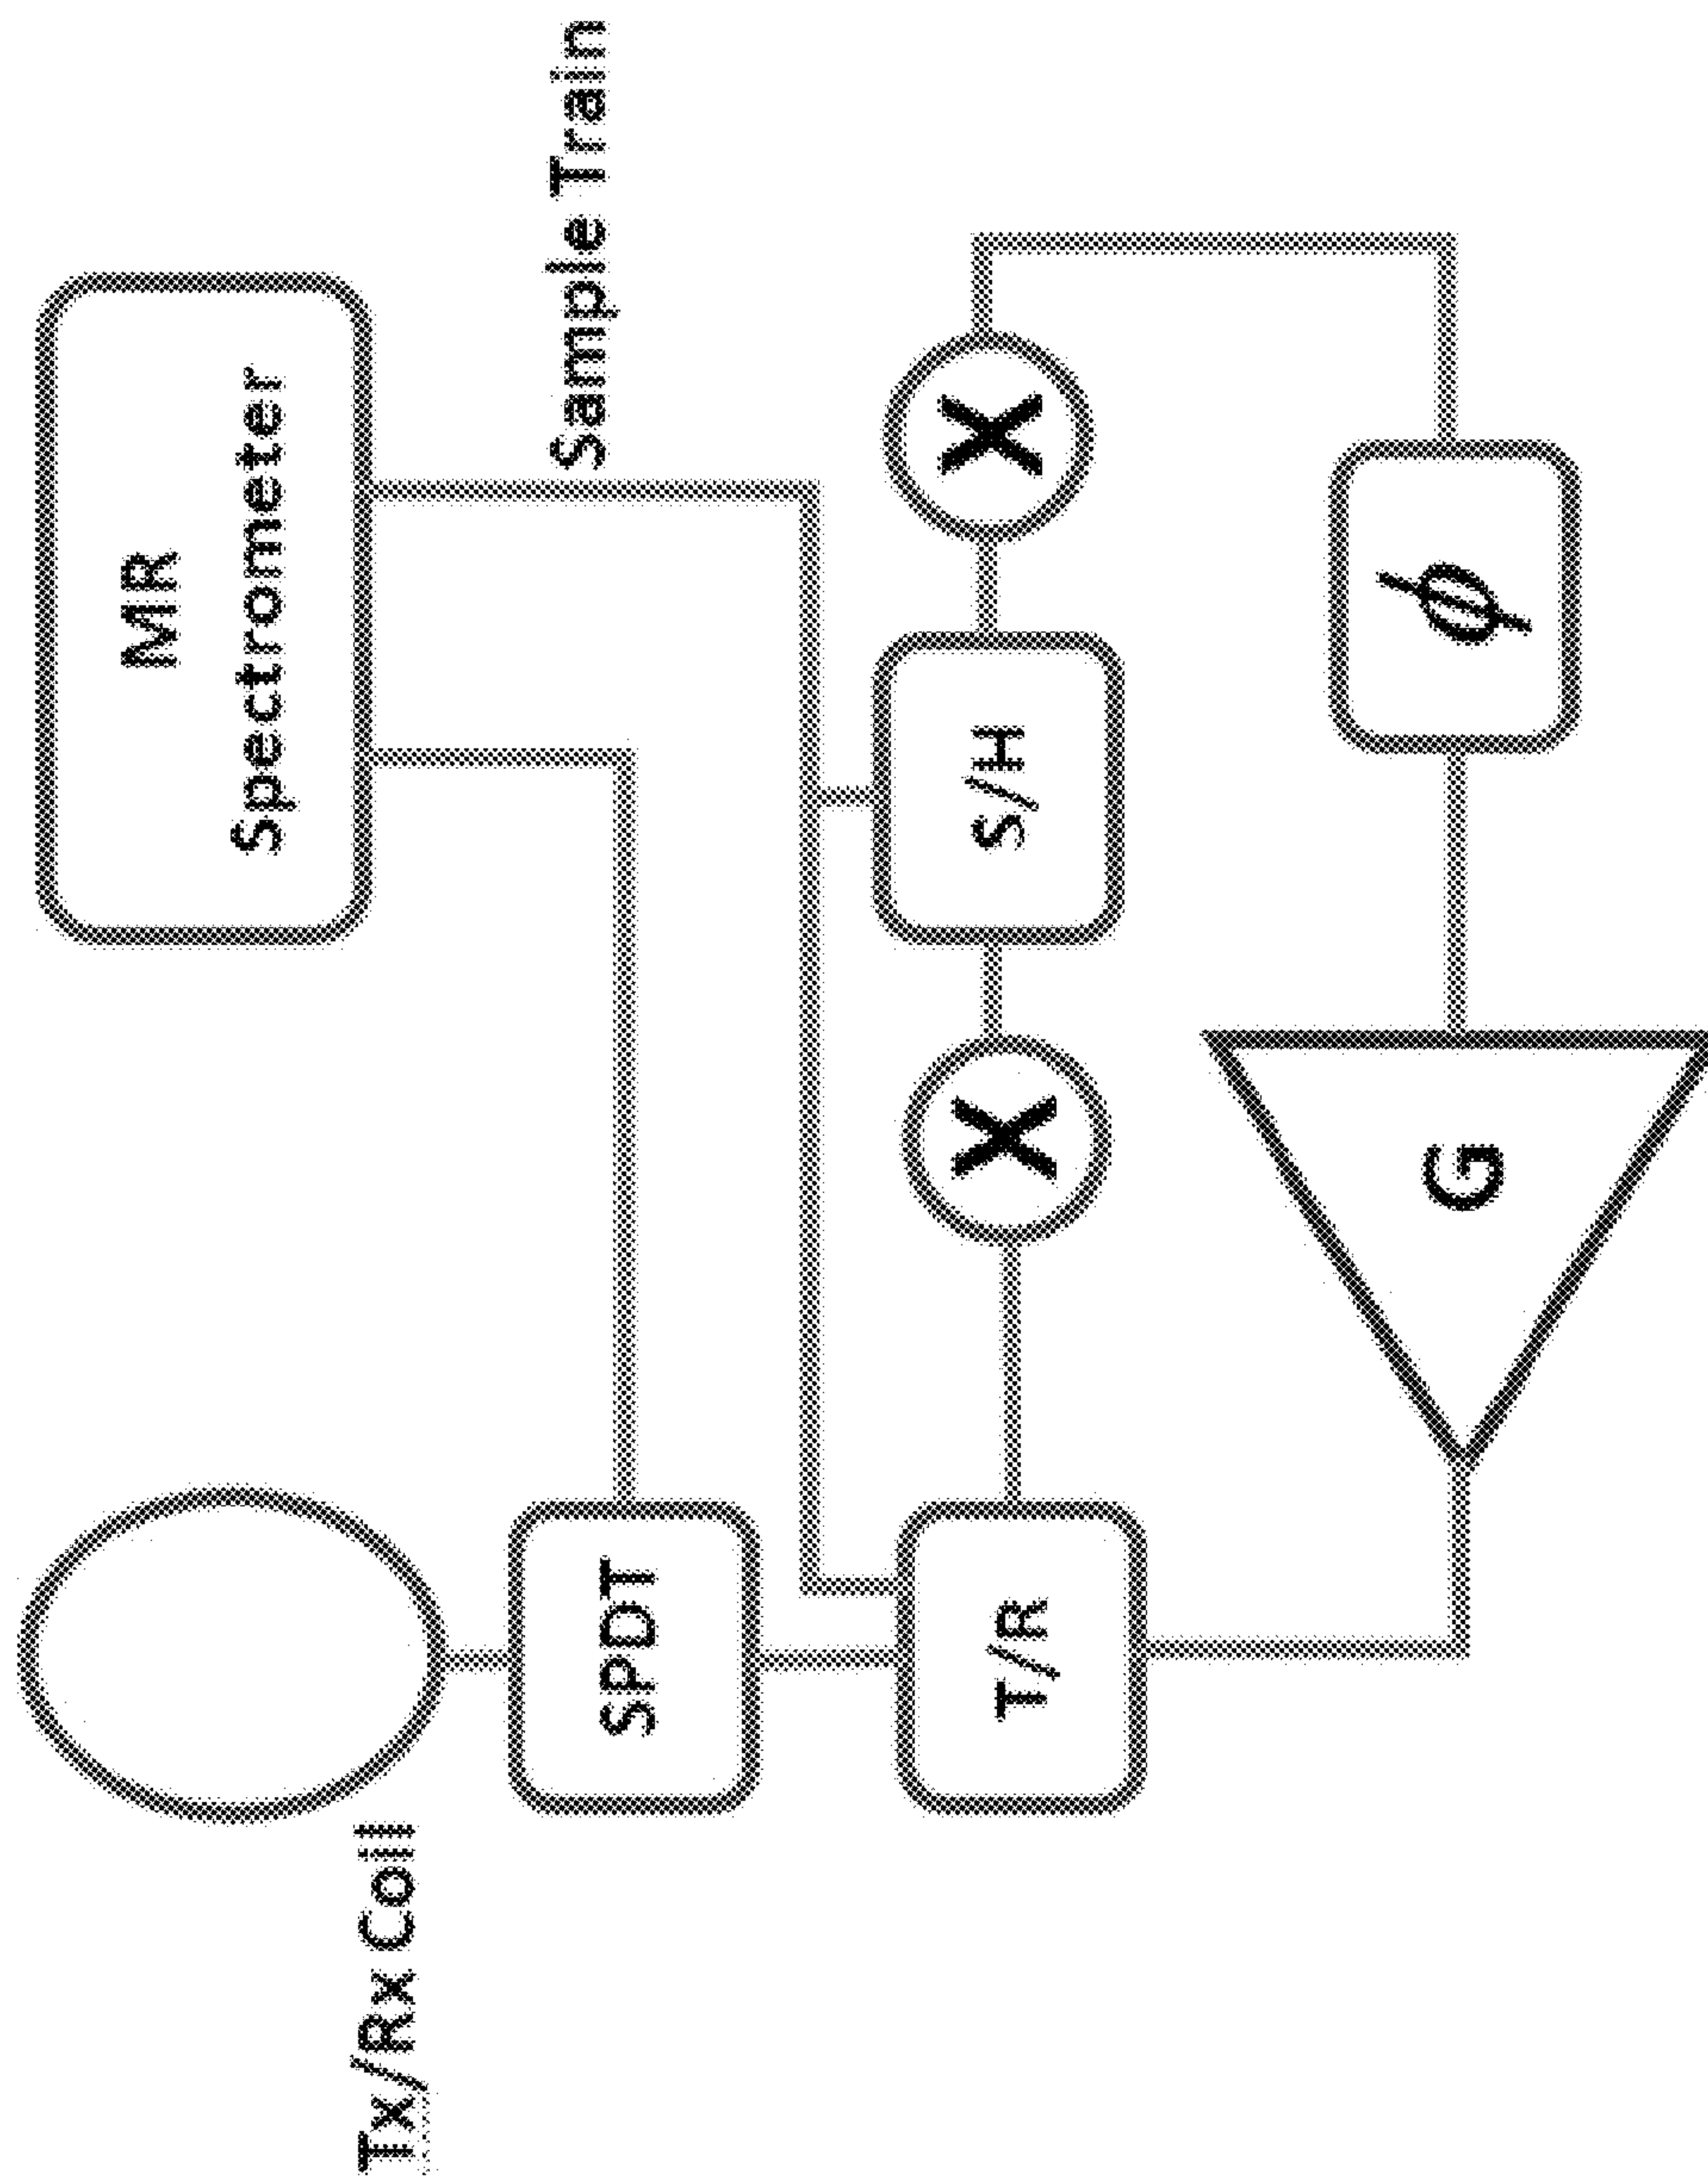 MR
Spectrometer
Sample Train
Tx/Rx Coil
SPDT
T/R
X
S/H
X
G
ϕ